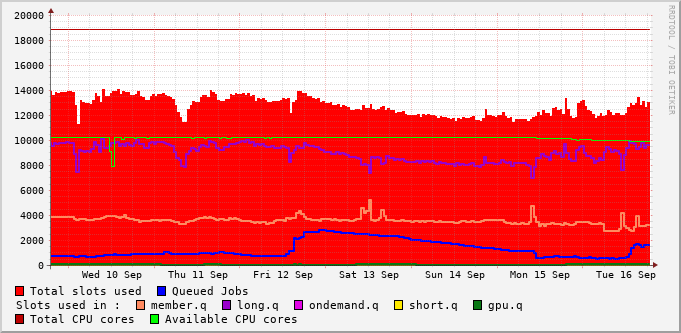 20000
18000
16000
14000
12000
10000
8000
6000
4000
2000
0
Wed 10 Sep Thu 11 Sep Fri 12 Sep Sat 13 Sep Sun 14 Sep Mon 15 Sep Tue 16 Sep
Total slots used Queued Jobs
Slots used in : member.q long.q ondemand.q short.q gpu.q
Total CPU cores Available CPU cores
RRDTOOL / TOBI OETIKER